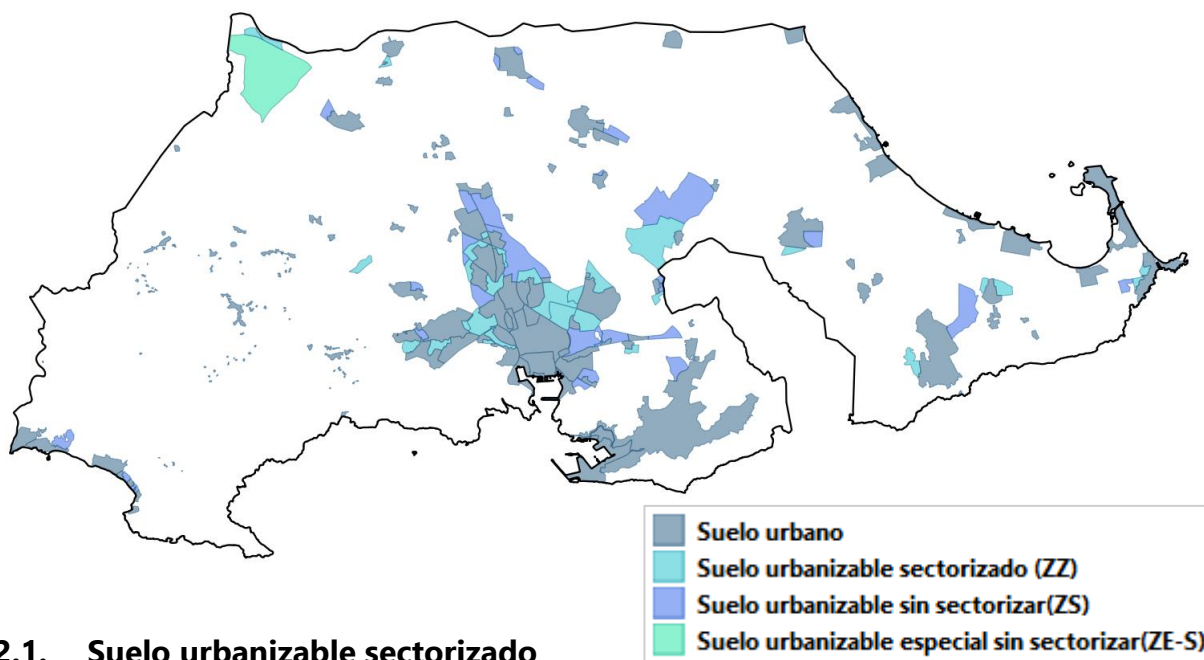 Suelo urbano
Suelo urbanizable sectorizado (ZZ)
Suelo urbanizable sin sectorizar(ZS)
Suelo urbanizable especial sin sectorizar(ZE-S)
2.1. Suelo urbanizable sectorizado